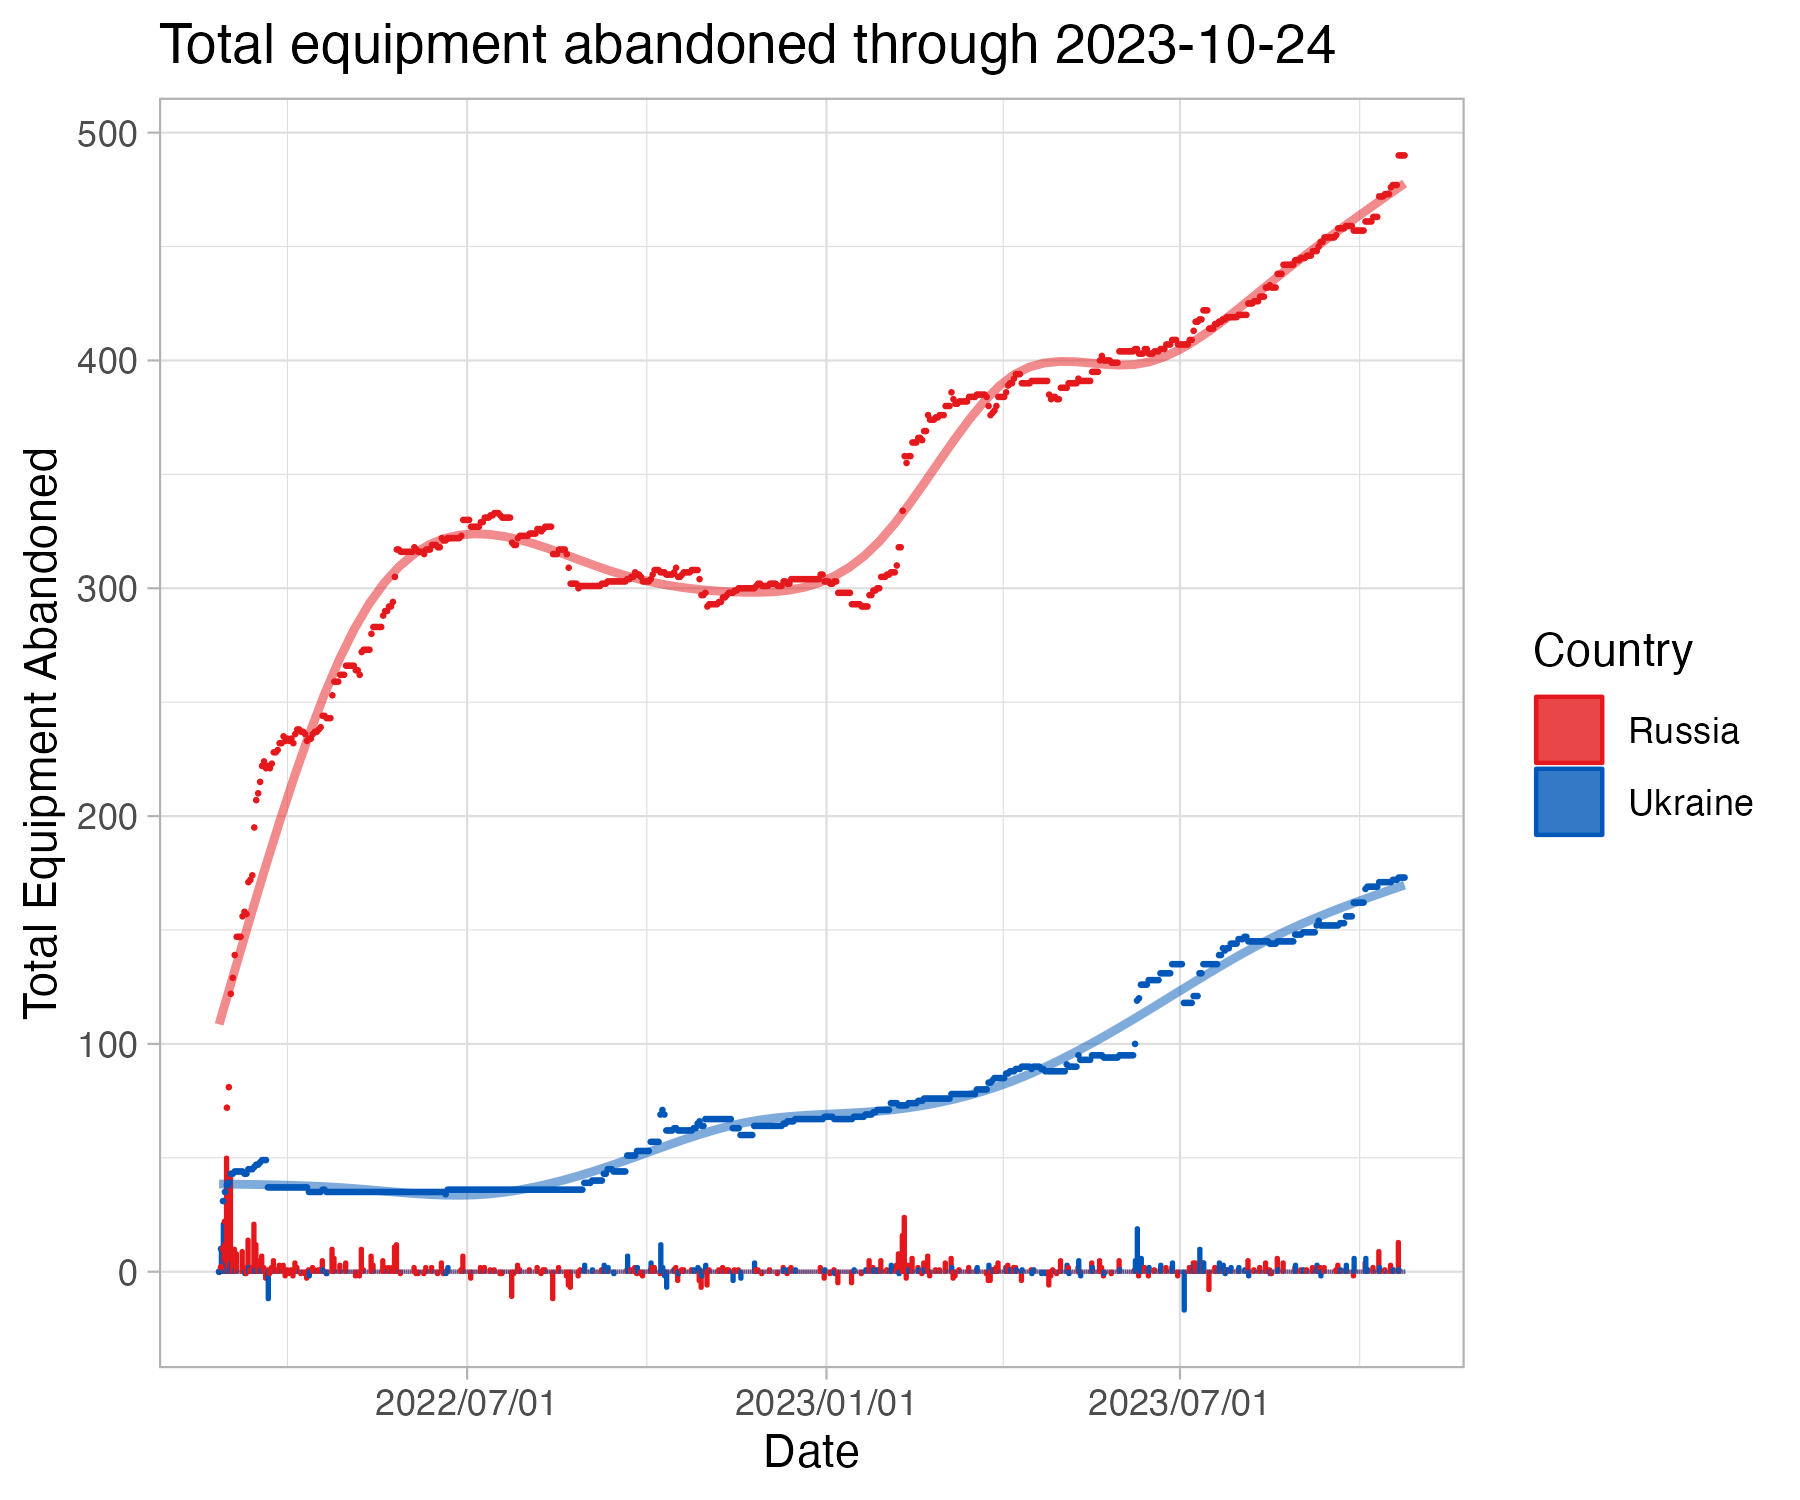 Total equipment abandoned through 2023-10-24
Total Equipment Abandoned
500
400
300
200
100
0
2022/07/01
2023/01/01
2023/07/01
Date
Country
Russia
Ukraine